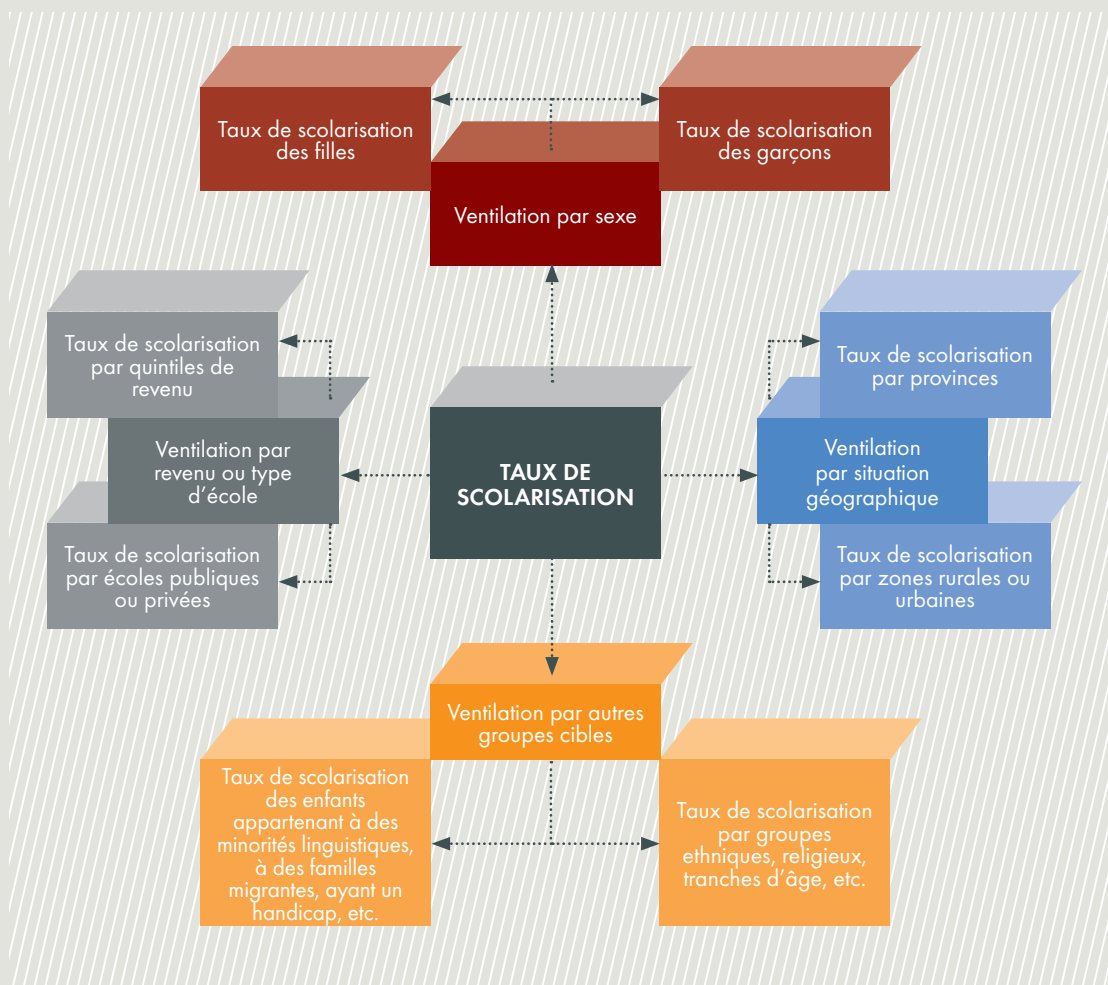 Taux de scolarisation
des filles
Taux de scolarisation
des garçons
Ventilation par sexe
Taux de scolarisation
par quintiles de
revenu
Ventilation par
revenu ou type
d’école
Taux de scolarisation
par écoles publiques
ou privées
TAUX DE
SCOLARISATION
Taux de scolarisation
par provinces
Ventilation
par situation
géographique
Taux de scolarisation
par zones rurales ou
urbaines
Ventilation par autres
groupes cibles
Taux de scolarisation
des enfants
appartenant à des
minorités linguistiques,
à des familles
migrantes, ayant un
handicap, etc.
Taux de scolarisation
par groupes
ethniques, religieux,
tranches d’âge, etc.